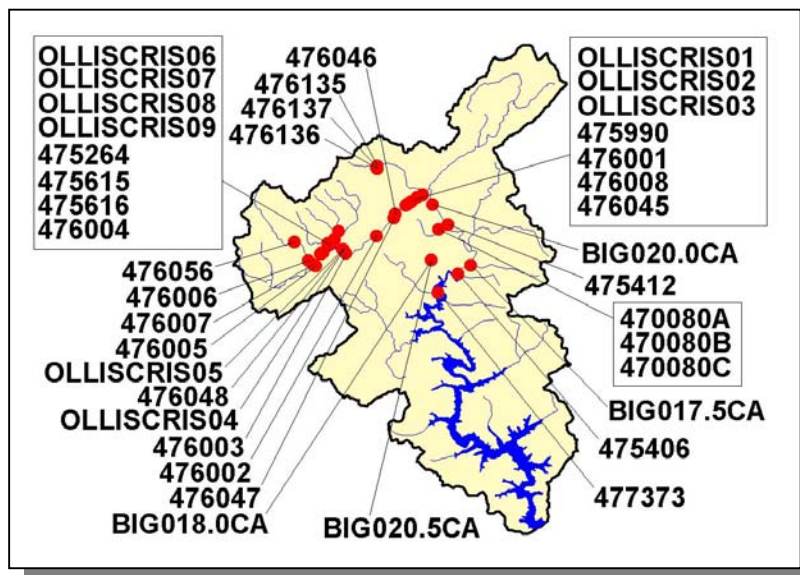 OLLISCRIS06
OLLISCRIS07
OLLISCRIS08
OLLISCRIS09
475264
475615
475616
476004
476046
476135
476137
476136
OLLISCRIS01
OLLISCRIS02
OLLISCRIS03
475990
476001
476008
476045
476056
476006
476007
476005
OLLISCRIS05
476048
OLLISCRIS04
476003
476002
476047
BIG018.0CA
BIG020.5CA
BIG020.0CA
475412
470080A
470080B
470080C
BIG017.5CA
475406
477373